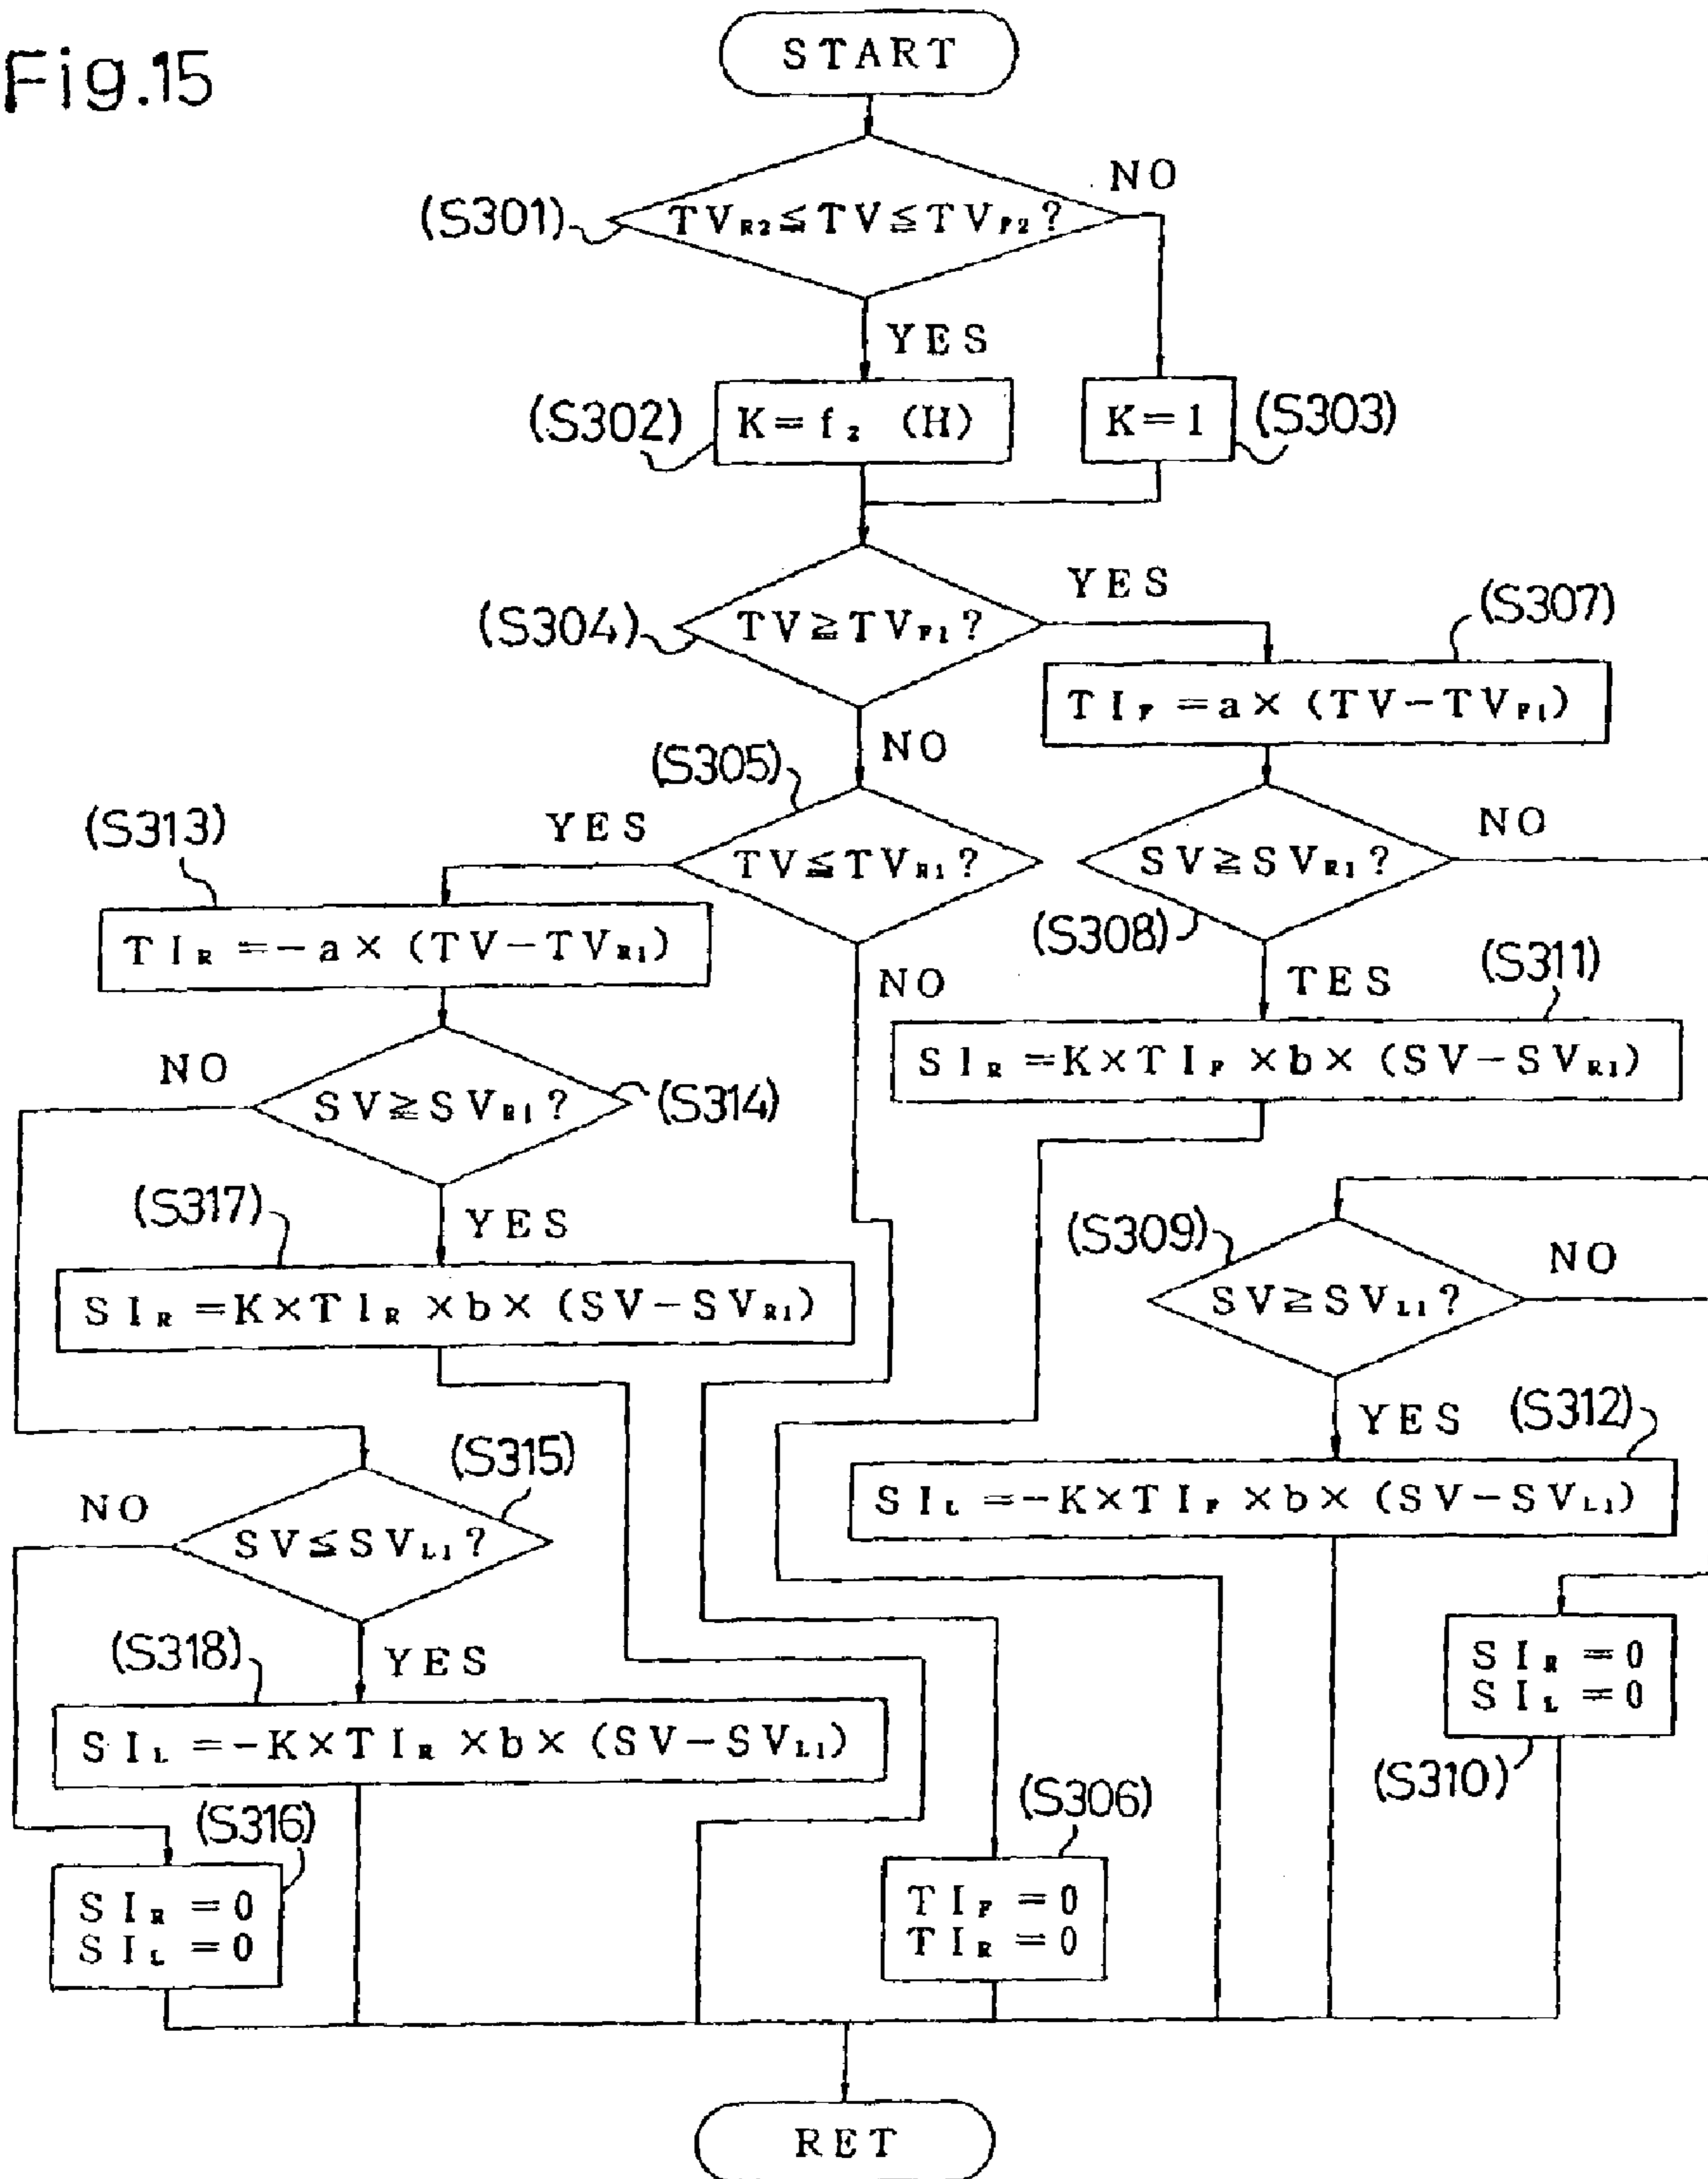 Fig.15
START
(S301)
TV_R2≦TV≦TV_F2?
NO
YES
(S302)
K=f₂ (H)
K=1
(S303)
(S304)
TV≧TV_F1?
YES
NO
(S307)
TI_F=a×(TV-TV_F1)
(S305)
TV≦TV_R1?
YES
NO
(S308)
SV≧SV_R1?
NO
TES
(S313)
TI_R=-a×(TV-TV_R1)
(S311)
SI_R=K×TI_F×b×(SV-SV_R1)
NO
SV≧SV_R1?
(S314)
YES
(S317)
SI_R=K×TI_R×b×(SV-SV_R1)
(S309)
SV≧SV_L1?
NO
YES
(S312)
SI_L=-K×TI_F×b×(SV-SV_L1)
(S315)
NO
SV≦SV_L1?
YES
(S318)
SI_L=-K×TI_R×b×(SV-SV_L1)
SI_R=0
SI_L=0
(S310)
(S316)
SI_R=0
SI_L=0
(S306)
TI_F=0
TI_R=0
RET